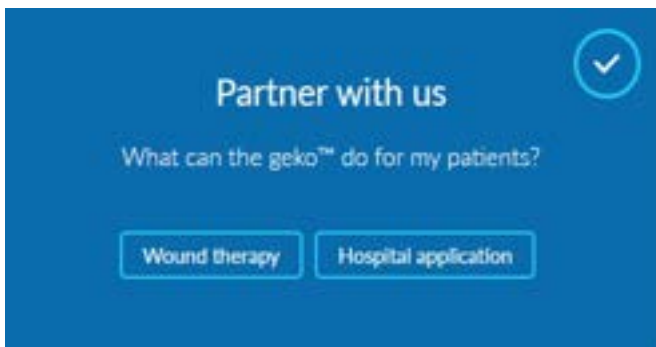 Partner with us
What can the geko™ do for my patients?
Wound therapy
Hospital application